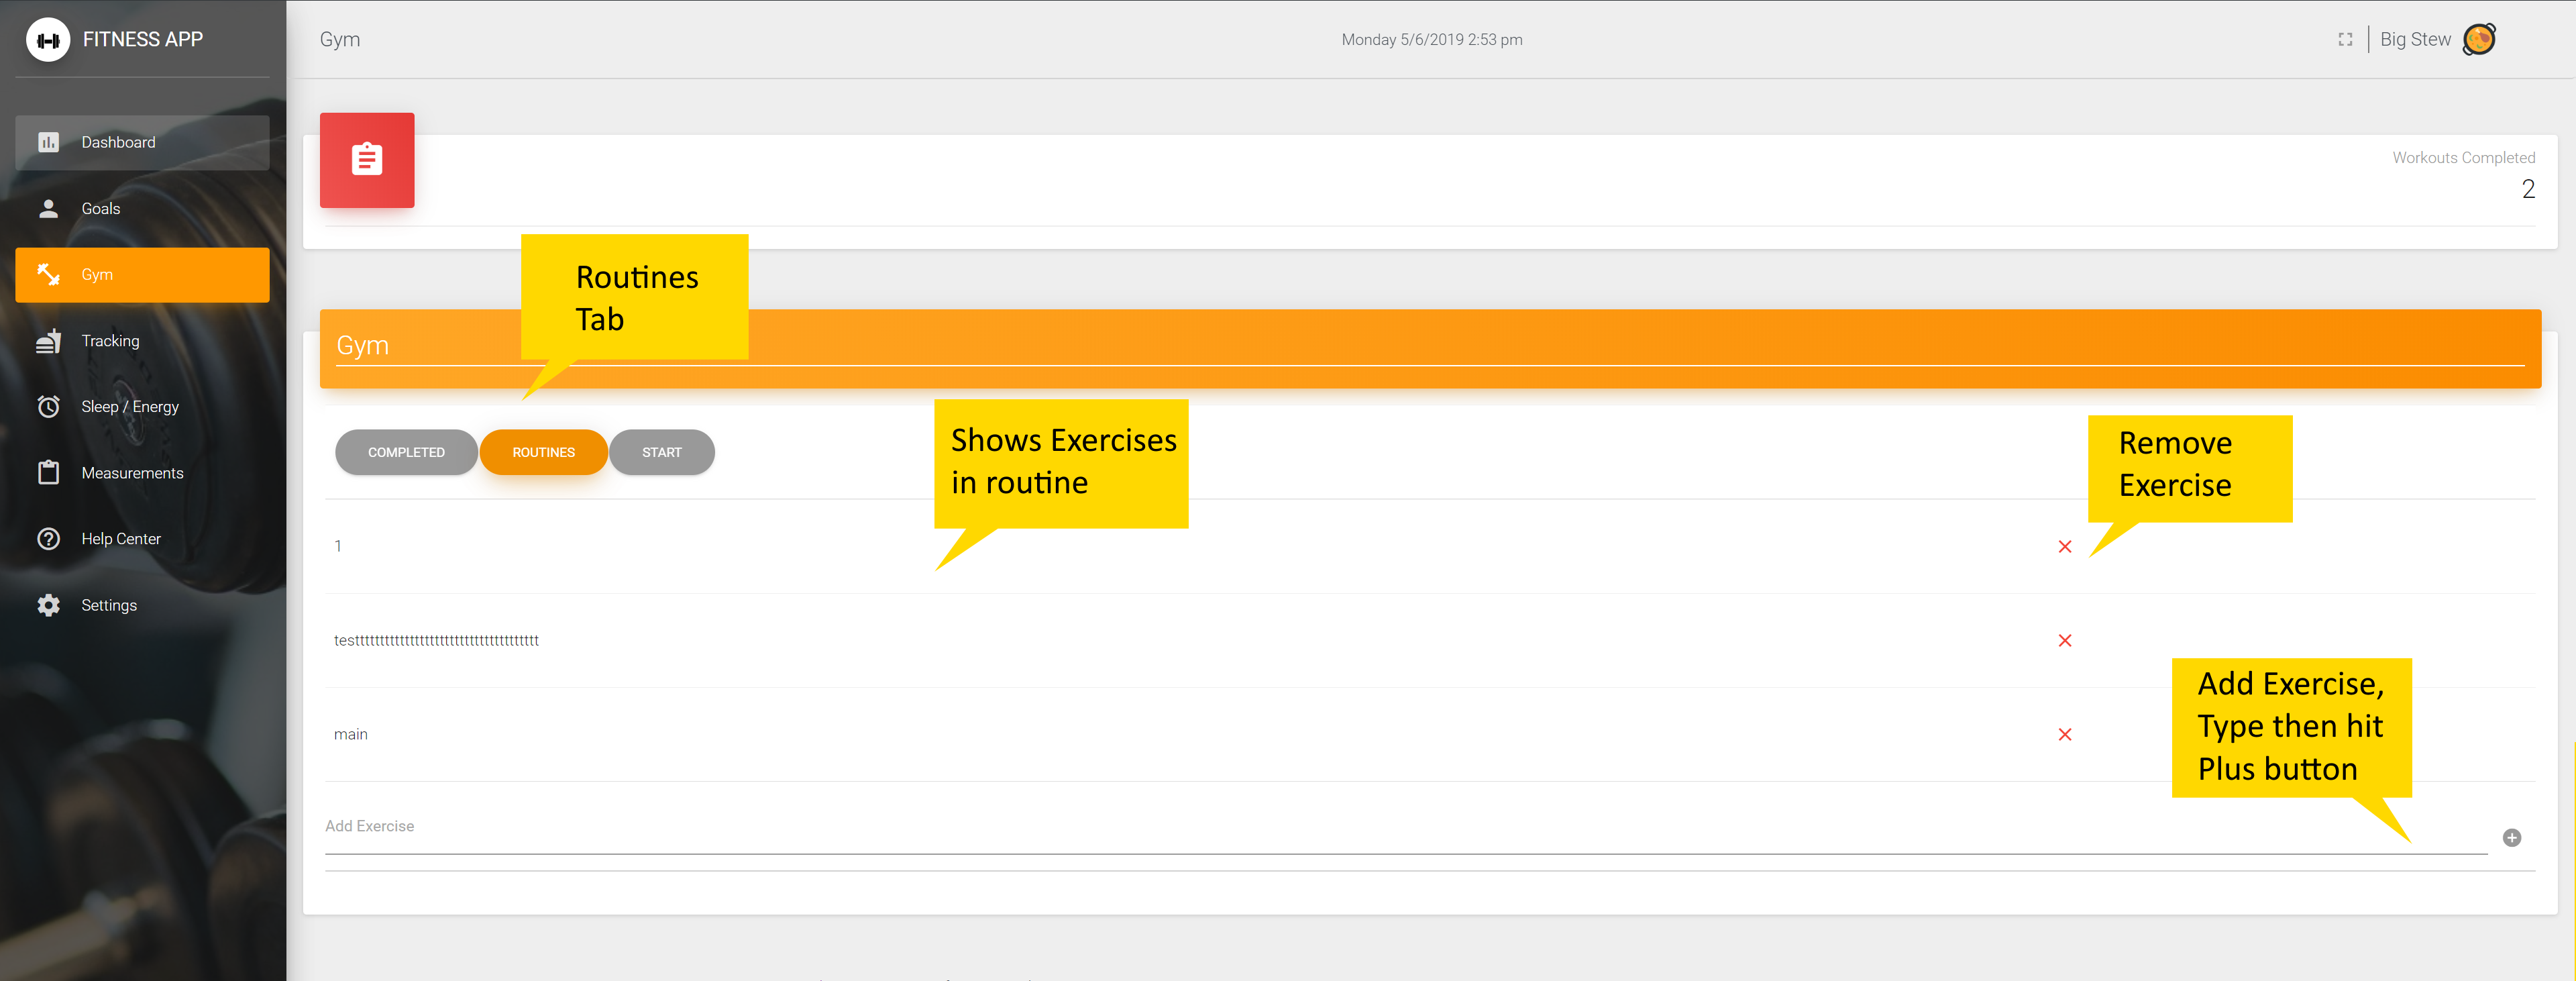 FITNESS APP
Gym
Monday 5/6/2019 2:53 pm
Big Stew
Dashboard
Goals
Gym
Tracking
Sleep / Energy
Measurements
Help Center
Settings
Workouts Completed
2
Routines
Tab
Gym
COMPLETED
ROUTINES
START
Shows Exercises
in routine
Remove
Exercise
1
testttttttttttttttttttttttttttttttttttttt
main
Add Exercise,
Type then hit
Plus button
Add Exercise